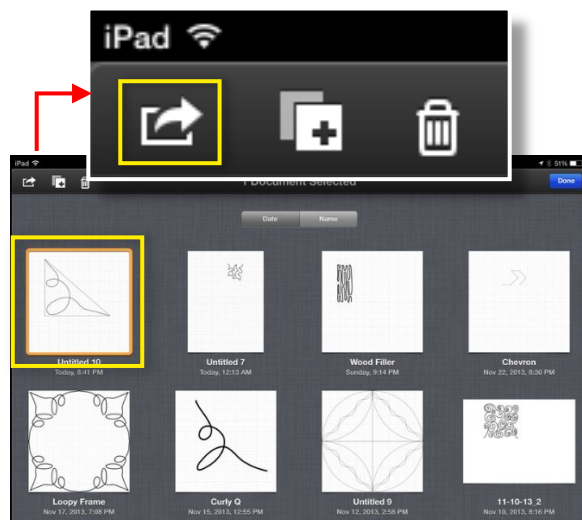 iPad
iPad
51%
1 Document Selected
Done
Date Name
Untitled 10
Today, 8:41 PM
Untitled 7
Today, 12:13 AM
Wood Filler
Sunday, 9:14 PM
Chevron
Nov 22, 2013, 8:30 PM
Loopy Frame
Nov 17, 2013, 7:08 PM
Curly Q
Nov 15, 2013, 12:55 PM
Untitled 9
Nov 12, 2013, 2:56 PM
11-10-13_2
Nov 10, 2013, 8:16 PM